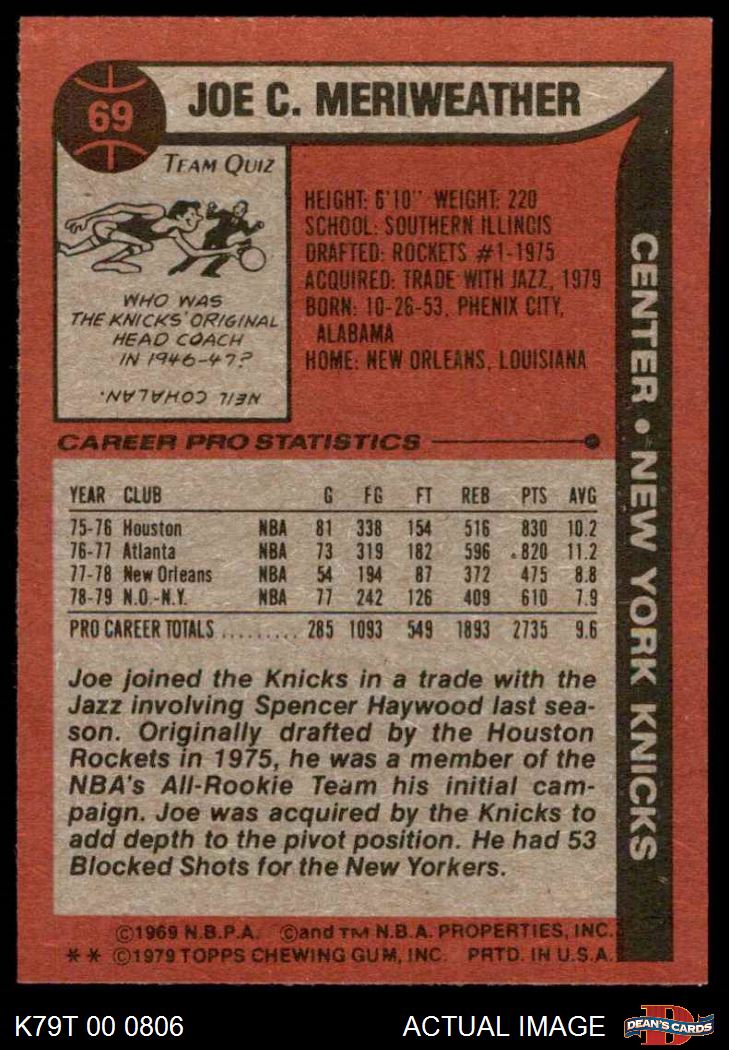 69
JOE C. MERIWEATHER
TEAM QUIZ
WHO WAS
THE KNICKS' ORIGINAL
HEAD COACH
IN 1946-47?
NEIL COHALAN.
HEIGHT: 6'10" WEIGHT: 220
SCHOOL: SOUTHERN ILLINOIS
DRAFTED: ROCKETS #1-1975
ACQUIRED: TRADE WITH JAZZ, 1979
BORN: 10-26-53, PHENIX CITY,
ALABAMA
HOME: NEW ORLEANS, LOUISIANA
CENTER • NEW YORK KNICKS
CAREER PRO STATISTICS
YEAR CLUB G FG FT REB PTS AVG
75-76 Houston NBA 81 338 154 516 830 10.2
76-77 Atlanta NBA 73 319 182 596 820 11.2
77-78 New Orleans NBA 54 194 87 372 475 8.8
78-79 N.O.-N.Y. NBA 77 242 126 409 610 7.9
PRO CAREER TOTALS ......... 285 1093 549 1893 2735 9.6
Joe joined the Knicks in a trade with the
Jazz involving Spencer Haywood last sea-
son. Originally drafted by the Houston
Rockets in 1975, he was a member of the
NBA's All-Rookie Team his initial cam-
paign. Joe was acquired by the Knicks to
add depth to the pivot position. He had 53
Blocked Shots for the New Yorkers.
©1969 N.B.P.A. ©and TM N.B.A. PROPERTIES, INC.
** ©1979 TOPPS CHEWING GUM, INC. PRTD. IN U.S.A.
K79T 00 0806
ACTUAL IMAGE
D
DEAN'S CARDS